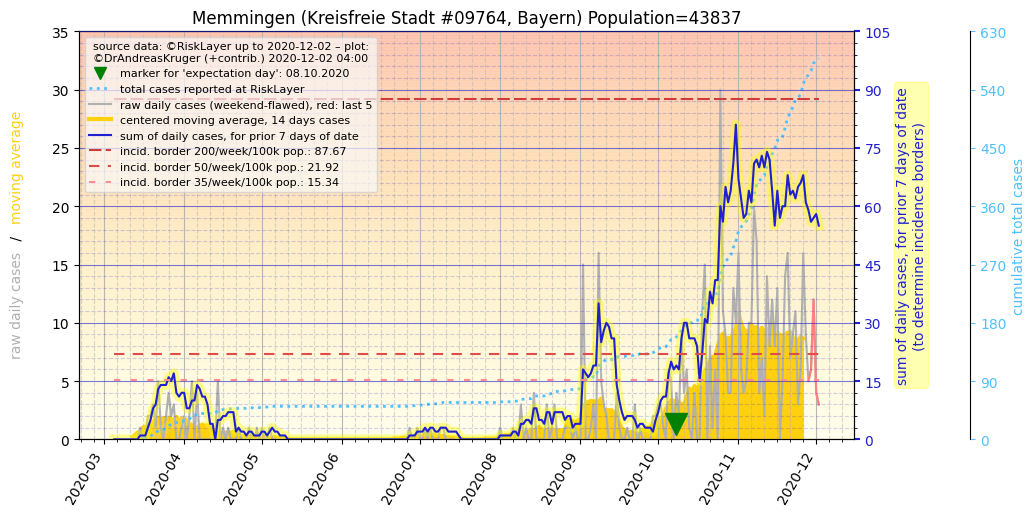 Memmingen (Kreisfreie Stadt #09764, Bayern) Population=43837
source data: ©RiskLayer up to 2020-12-02 – plot:
©DrAndreasKruger (+contrib.) 2020-12-02 04:00
marker for 'expectation day': 08.10.2020
total cases reported at RiskLayer
raw daily cases (weekend-flawed), red: last 5
centered moving average, 14 days cases
sum of daily cases, for prior 7 days of date
incid. border 200/week/100k pop.: 87.67
incid. border 50/week/100k pop.: 21.92
incid. border 35/week/100k pop.: 15.34
raw daily cases / moving average
35
30
25
20
15
10
5
0
2020-03
2020-04
2020-05
2020-06
2020-07
2020-08
2020-09
2020-10
2020-11
2020-12
105
90
75
60
45
30
15
0
sum of daily cases, for prior 7 days of date
(to determine incidence borders)
630
540
450
360
270
180
90
0
cumulative total cases